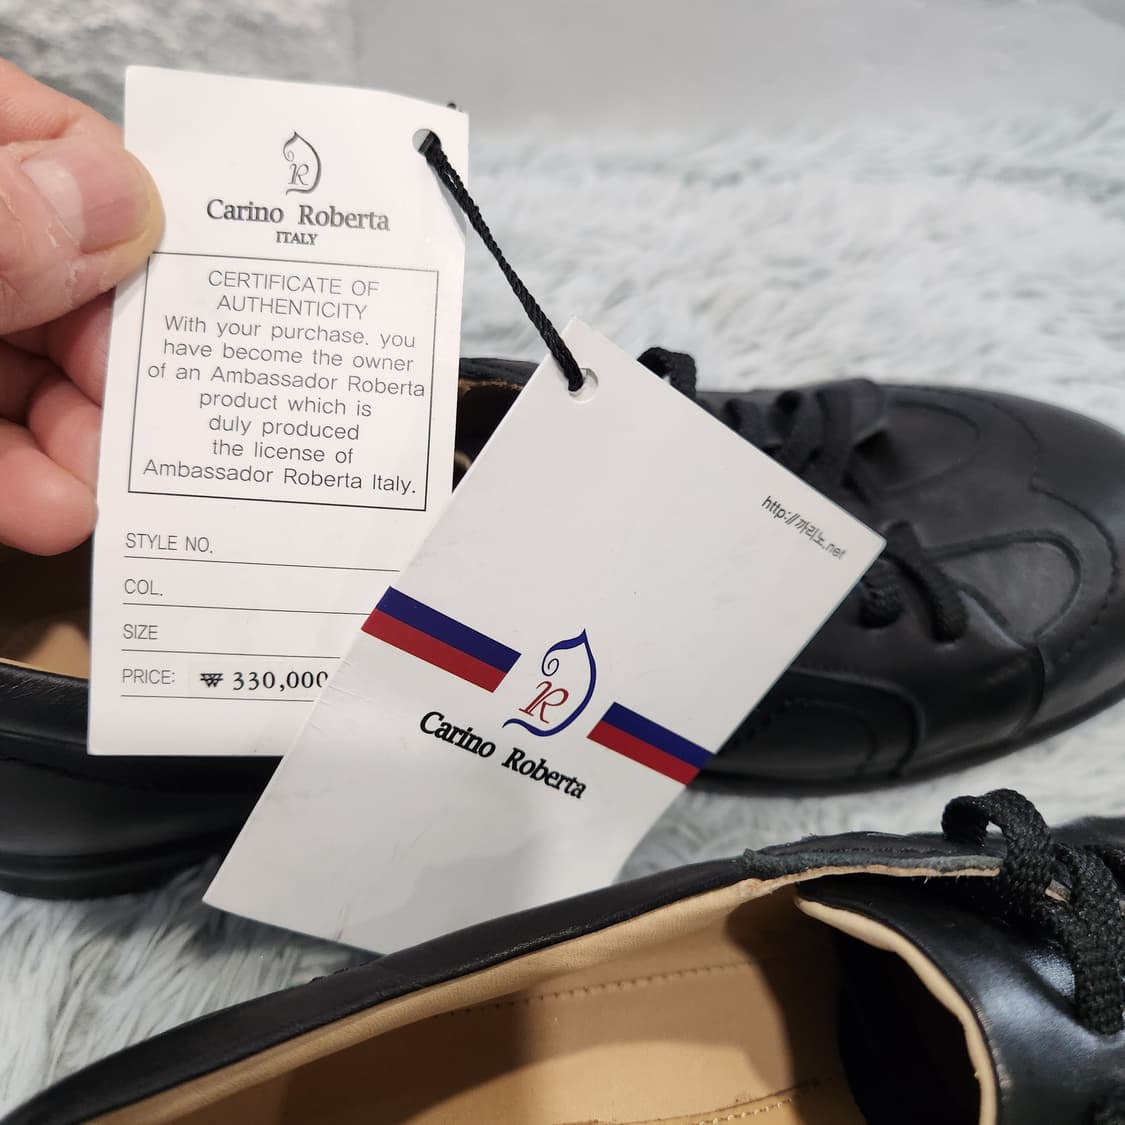 R
Carino Roberta
ITALY
CERTIFICATE OF
AUTHENTICITY
With your purchase. you
have become the owner
of an Ambassador Roberta
product which is
duly produced
the license of
Ambassador Roberta Italy.
STYLE NO.
COL.
SIZE
PRICE: ₩ 330,000
http://까리노.net
R
Carino Roberta